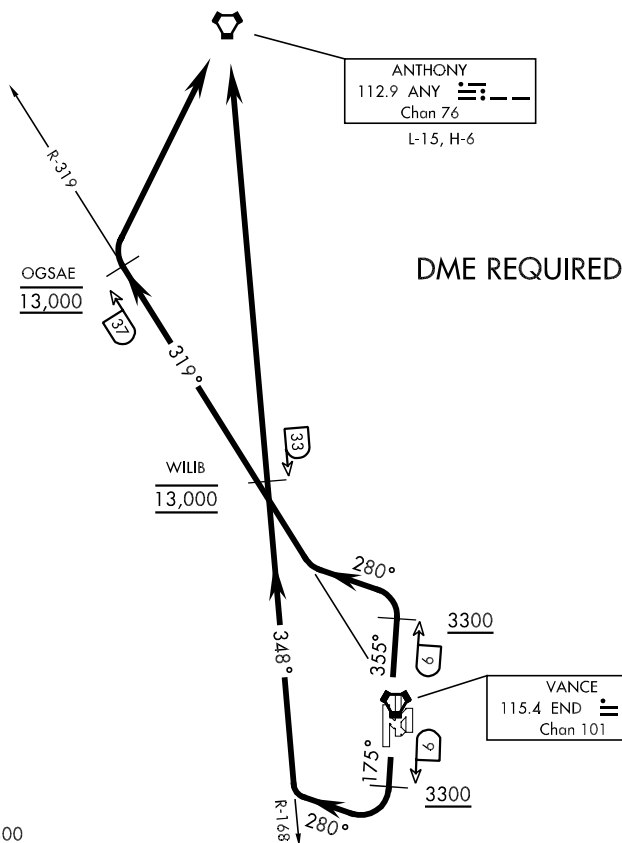 ANTHONY
112.9 ANY
Chan 76
L-15, H-6
R-319
DME REQUIRED
OGSAE
13,000
37
319°
33
WILIB
13,000
280°
3300
355°
6
348°
VANCE
115.4 END
Chan 101
6
175°
3300
R-168
280°
00